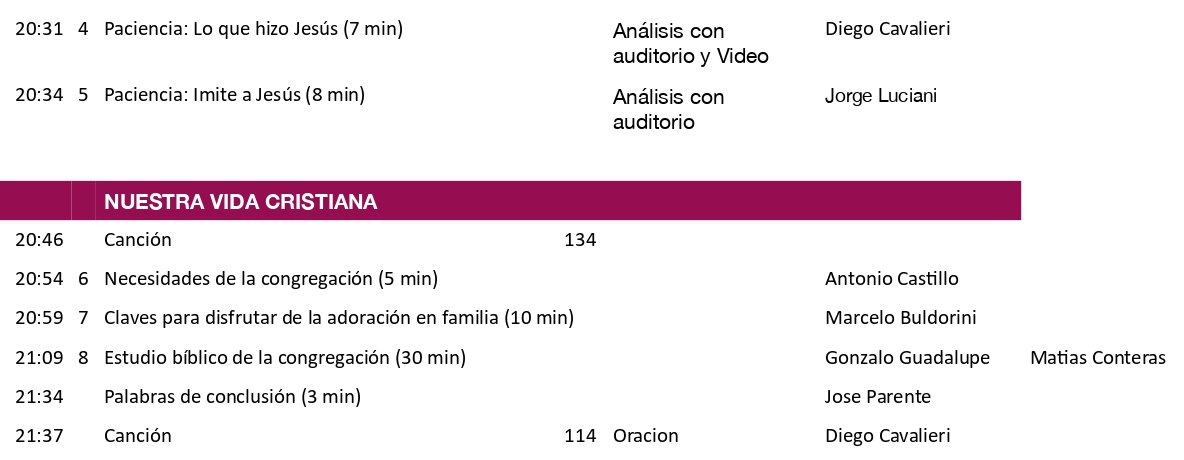 20:31 4 Paciencia: Lo que hizo Jesús (7 min) Análisis con auditorio y Video Diego Cavalieri
20:34 5 Paciencia: Imite a Jesús (8 min) Análisis con auditorio Jorge Luciani
NUESTRA VIDA CRISTIANA
20:46 Canción 134
20:54 6 Necesidades de la congregación (5 min) Antonio Castillo
20:59 7 Claves para disfrutar de la adoración en familia (10 min) Marcelo Buldorini
21:09 8 Estudio bíblico de la congregación (30 min) Gonzalo Guadalupe Matias Conteras
21:34 Palabras de conclusión (3 min) Jose Parente
21:37 Canción 114 Oracion Diego Cavalieri